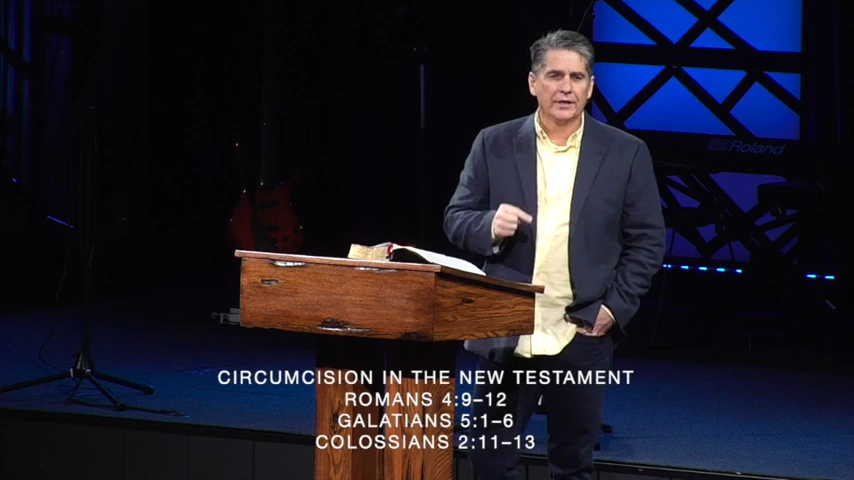 Roland
CIRCUMCISION IN THE NEW TESTAMENT
ROMANS 4:9–12
GALATIANS 5:1–6
COLOSSIANS 2:11–13